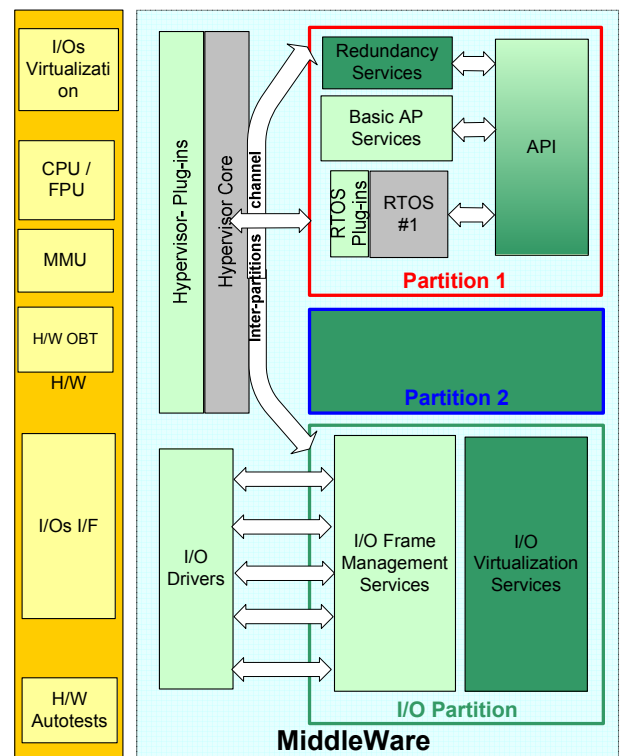 I/Os
Virtualizati
on
CPU /
FPU
MMU
H/W OBT
H/W
I/Os I/F
H/W
Autotests
Hypervisor- Plug-ins
Hypervisor Core
Inter-partitions channel
Redundancy
Services
Basic AP
Services
RTOS
Plug-ins
RTOS
#1
API
Partition 1
Partition 2
I/O
Drivers
I/O Frame
Management
Services
I/O
Virtualization
Services
I/O Partition
MiddleWare